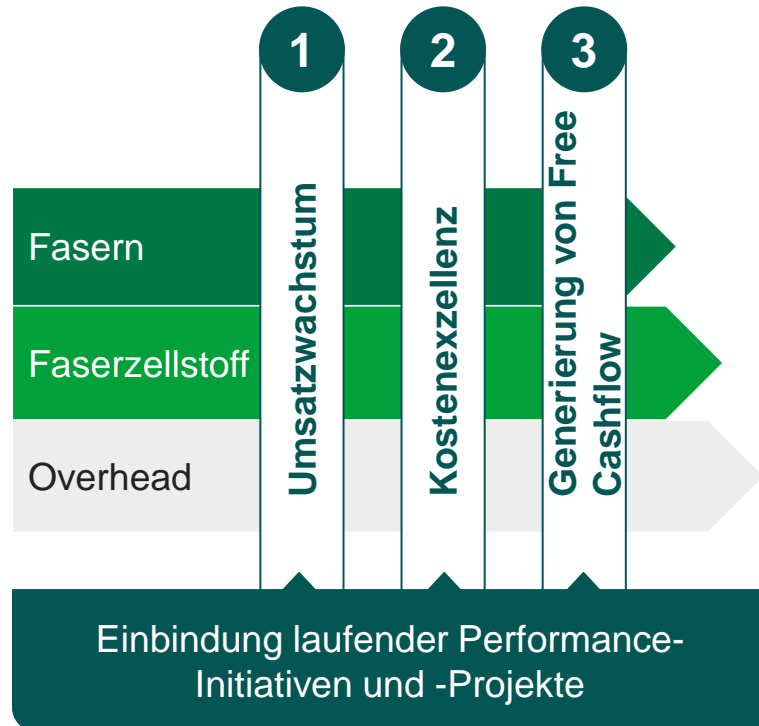 1
2
3
Umsatzwachstum
Kostenexzellenz
Generierung von Free
Cashflow
Fasern
Faserzellstoff
Overhead
Einbindung laufender Performance-
Initiativen und -Projekte